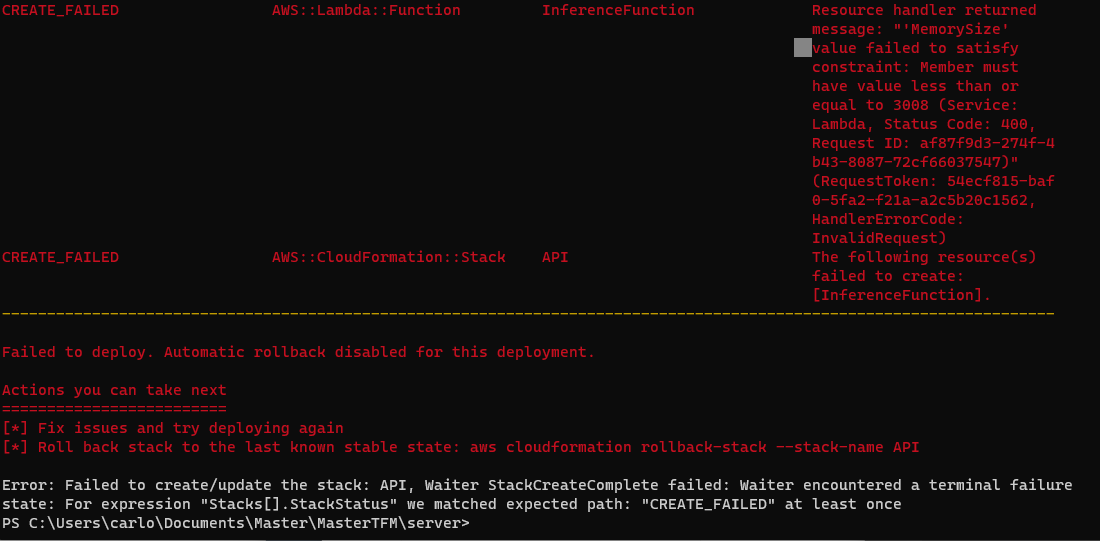 CREATE_FAILED AWS::Lambda::Function InferenceFunction Resource handler returned
message: "'MemorySize'
value failed to satisfy
constraint: Member must
have value less than or
equal to 3008 (Service:
Lambda, Status Code: 400,
Request ID: af87f9d3-274f-4
b43-8087-72cf66037547)"
(RequestToken: 54ecf815-baf
0-5fa2-f21a-a2c5b20c1562,
HandlerErrorCode:
InvalidRequest)
CREATE_FAILED AWS::CloudFormation::Stack API The following resource(s)
failed to create:
[InferenceFunction].
---------------------------------------------------------------------------------------------------------------------
Failed to deploy. Automatic rollback disabled for this deployment.
Actions you can take next
=========================
[*] Fix issues and try deploying again
[*] Roll back stack to the last known stable state: aws cloudformation rollback-stack --stack-name API
Error: Failed to create/update the stack: API, Waiter StackCreateComplete failed: Waiter encountered a terminal failure
state: For expression "Stacks[].StackStatus" we matched expected path: "CREATE_FAILED" at least once
PS C:\Users\carlo\Documents\Master\MasterTFM\server>